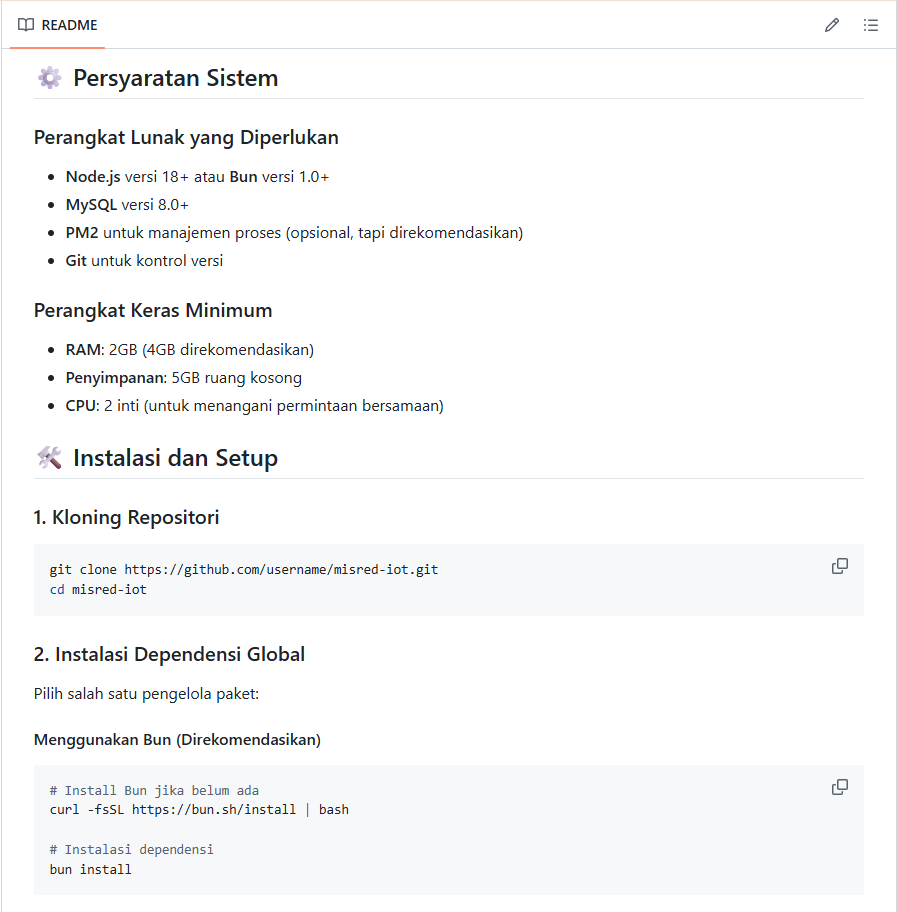 README
Persyaratan Sistem
Perangkat Lunak yang Diperlukan
Node.js versi 18+ atau Bun versi 1.0+
MySQL versi 8.0+
PM2 untuk manajemen proses (opsional, tapi direkomendasikan)
Git untuk kontrol versi
Perangkat Keras Minimum
RAM: 2GB (4GB direkomendasikan)
Penyimpanan: 5GB ruang kosong
CPU: 2 inti (untuk menangani permintaan bersamaan)
Instalasi dan Setup
1. Kloning Repositori
git clone https://github.com/username/misred-iot.git
cd misred-iot
2. Instalasi Dependensi Global
Pilih salah satu pengelola paket:
Menggunakan Bun (Direkomendasikan)
# Install Bun jika belum ada
curl -fsSL https://bun.sh/install | bash
# Instalasi dependensi
bun install